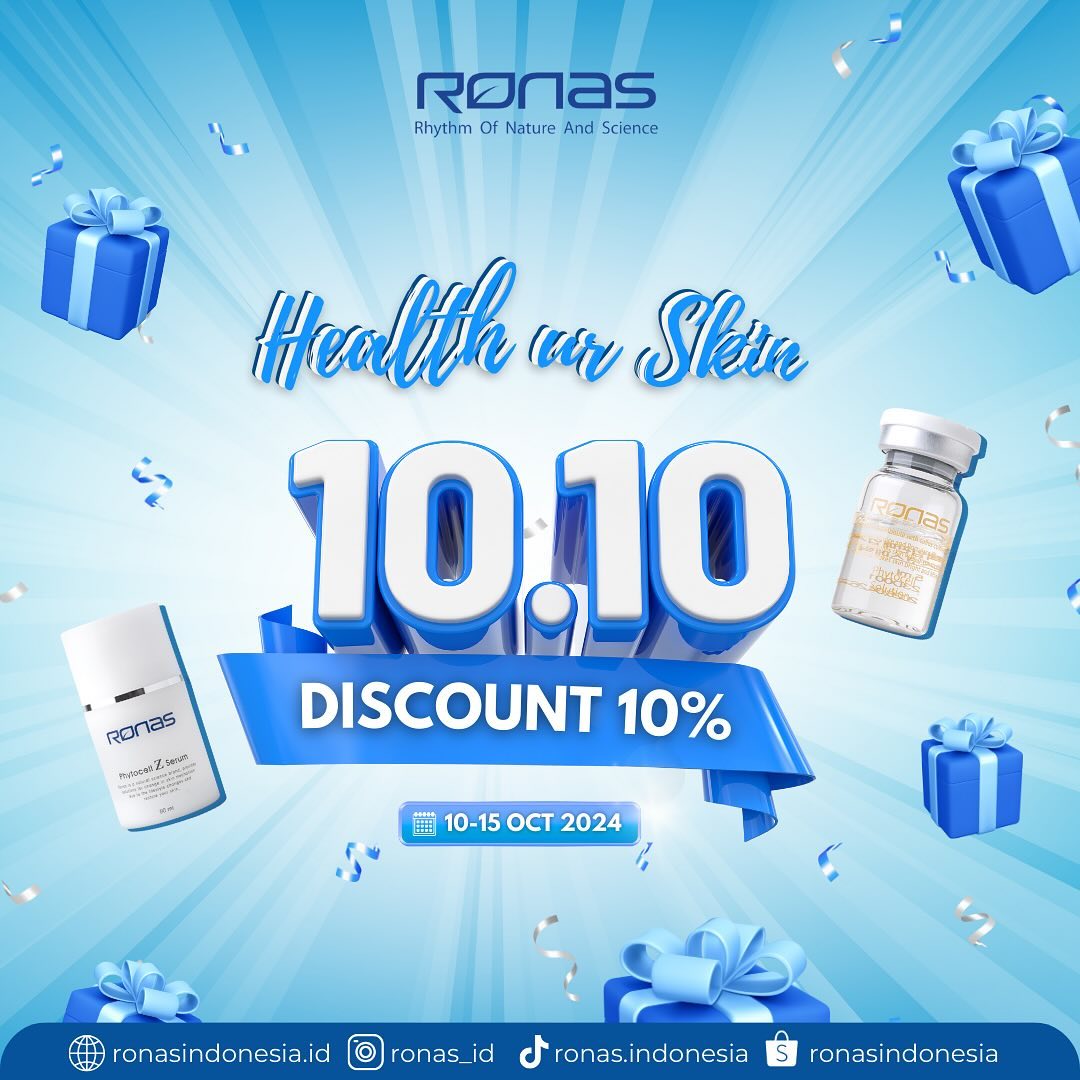 RONAS
Rhythm Of Nature And Science
Health ur Skin
10.10
DISCOUNT 10%
10-15 OCT 2024
RONAS
RONAS
Phytocell Z Serum
ronasindonesia.id
ronas_id
ronas.indonesia
S
ronasindonesia